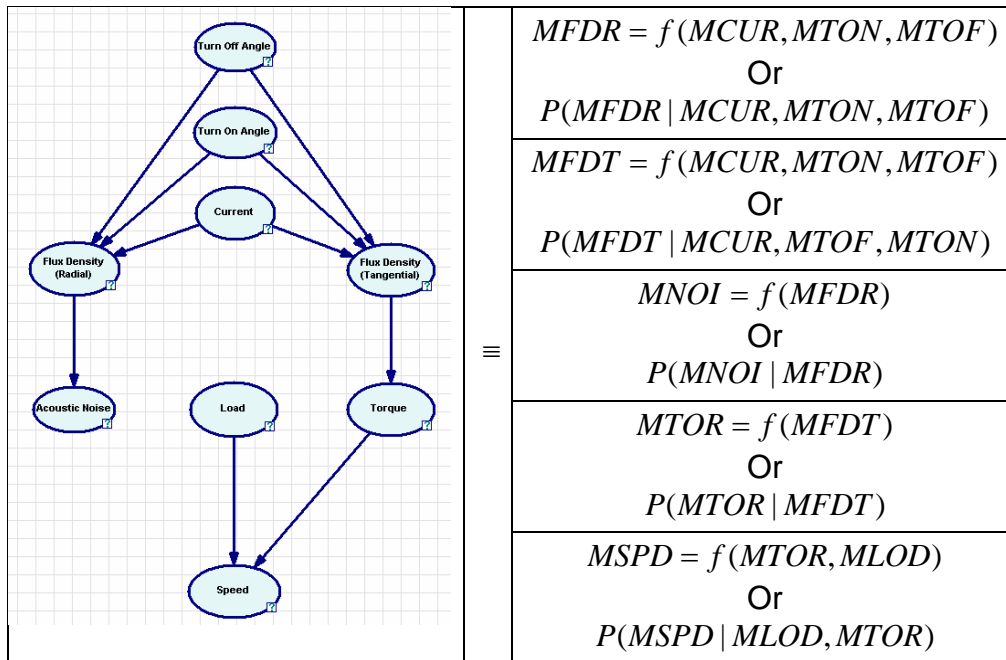 Turn Off Angle
?
Turn On Angle
?
Current
?
Flux Density
(Radial)
?
Flux Density
(Tangential)
?
Acoustic Noise
?
Load
?
Torque
?
Speed
?
≡
MFDR = f(MCUR, MTON, MTOF)
Or
P(MFDR | MCUR, MTON, MTOF)
MFDT = f(MCUR, MTON, MTOF)
Or
P(MFDT | MCUR, MTOF, MTON)
MNOI = f(MFDR)
Or
P(MNOI | MFDR)
MTOR = f(MFDT)
Or
P(MTOR | MFDT)
MSPD = f(MTOR, MLOD)
Or
P(MSPD | MLOD, MTOR)